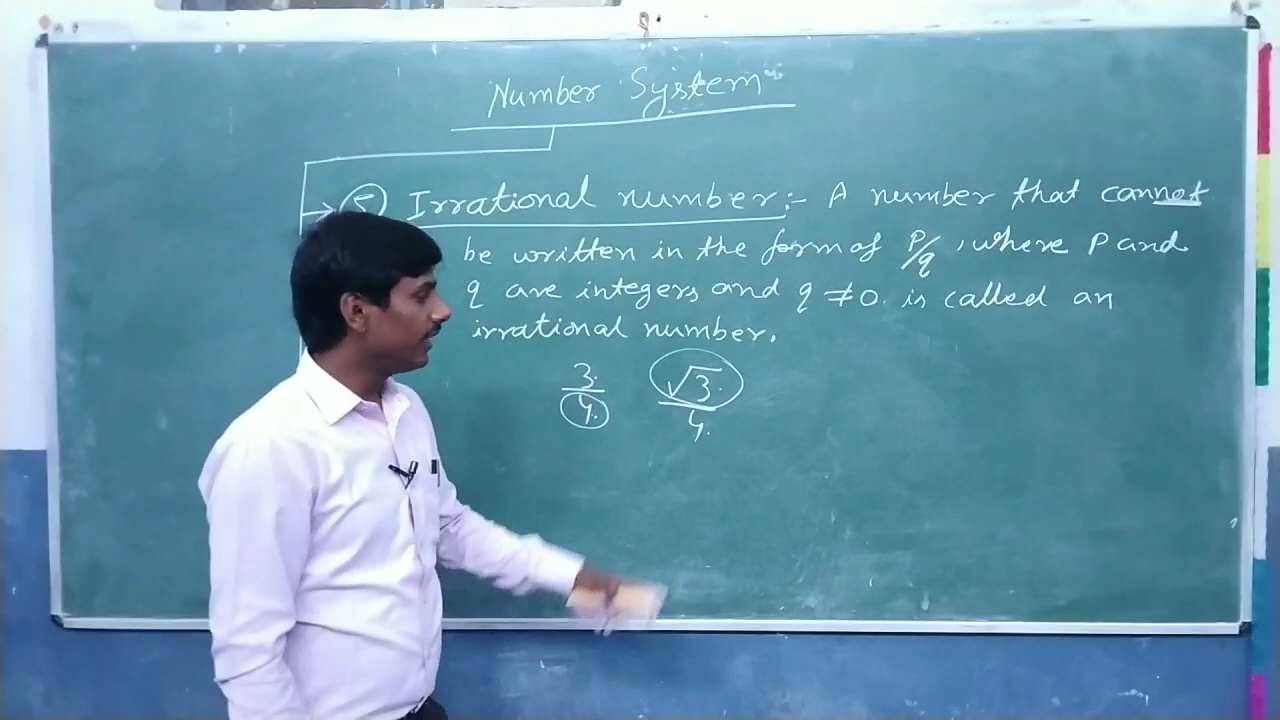 Number System
→ 5 Irrational number:- A number that cannot
be written in the form of P/q, where P and
q are integers and q ≠ 0. is called an
irrational number.
3/4 √3/4